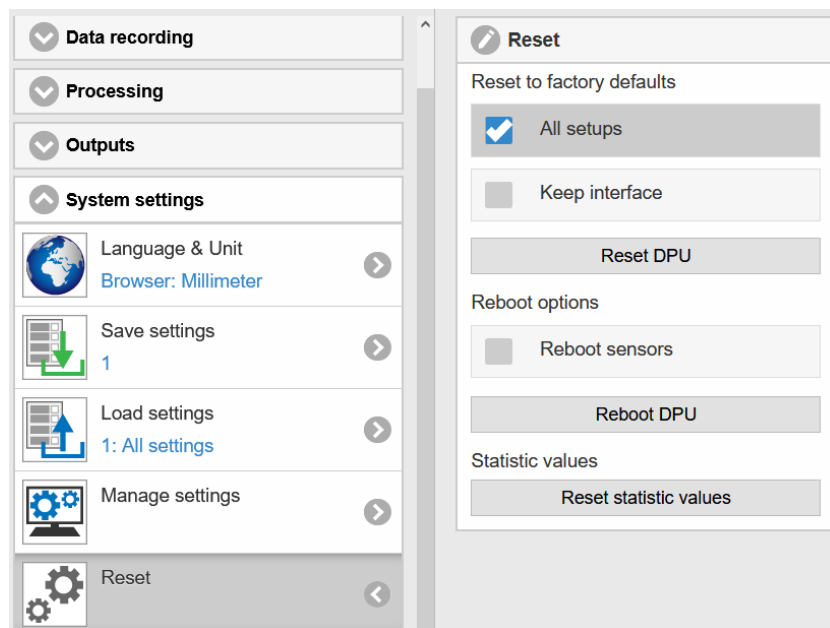 Data recording
Processing
Outputs
System settings
Language & Unit
Browser: Millimeter
Save settings
1
Load settings
1: All settings
Manage settings
Reset
Reset
Reset to factory defaults
All setups
Keep interface
Reset DPU
Reboot options
Reboot sensors
Reboot DPU
Statistic values
Reset statistic values